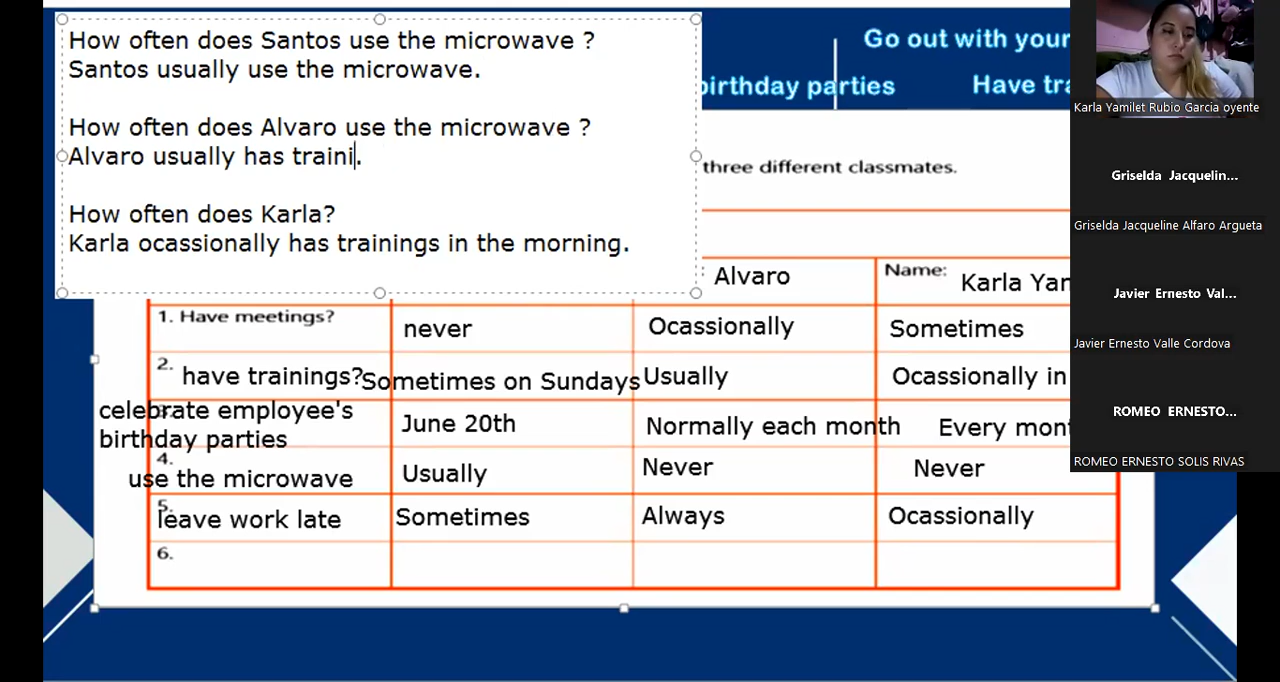 How often does Santos use the microwave ?
Santos usually use the microwave.
How often does Alvaro use the microwave ?
Alvaro usually has traini.
How often does Karla?
Karla ocassionally has trainings in the morning.
Go out with your
birthday parties
Have tra
three different classmates.
: Alvaro
Name: Karla Yam
1. Have meetings?
never
Ocassionally
Sometimes
2. have trainings?
Sometimes on Sundays
Usually
Ocassionally in
3. celebrate employee's
birthday parties
June 20th
Normally each month
Every mont
4. use the microwave
Usually
Never
Never
5. leave work late
Sometimes
Always
Ocassionally
6.
Karla Yamilet Rubio Garcia oyente
Griselda Jacquelin...
Griselda Jacqueline Alfaro Argueta
Javier Ernesto Val...
Javier Ernesto Valle Cordova
ROMEO ERNESTO...
ROMEO ERNESTO SOLIS RIVAS